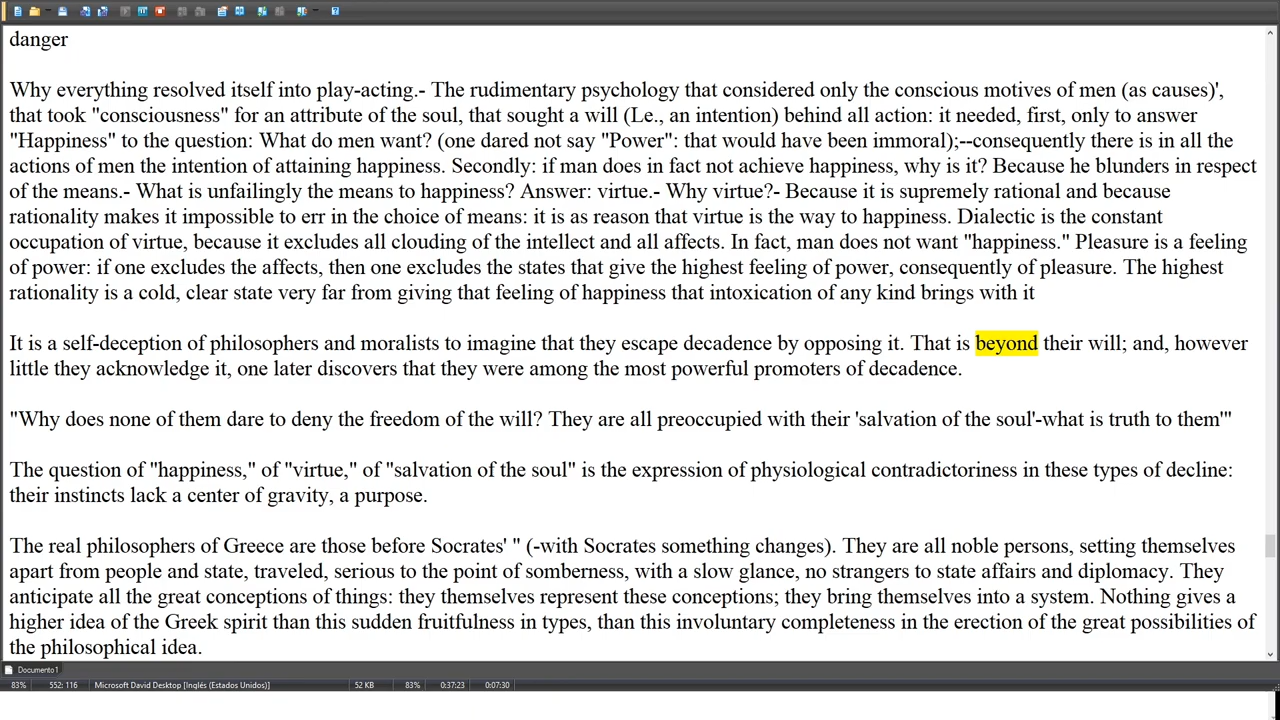 danger
Why everything resolved itself into play-acting.- The rudimentary psychology that considered only the conscious motives of men (as causes)',
that took "consciousness" for an attribute of the soul, that sought a will (Le., an intention) behind all action: it needed, first, only to answer
"Happiness" to the question: What do men want? (one dared not say "Power": that would have been immoral);--consequently there is in all the
actions of men the intention of attaining happiness. Secondly: if man does in fact not achieve happiness, why is it? Because he blunders in respect
of the means.- What is unfailingly the means to happiness? Answer: virtue.- Why virtue?- Because it is supremely rational and because
rationality makes it impossible to err in the choice of means: it is as reason that virtue is the way to happiness. Dialectic is the constant
occupation of virtue, because it excludes all clouding of the intellect and all affects. In fact, man does not want "happiness." Pleasure is a feeling
of power: if one excludes the affects, then one excludes the states that give the highest feeling of power, consequently of pleasure. The highest
rationality is a cold, clear state very far from giving that feeling of happiness that intoxication of any kind brings with it
It is a self-deception of philosophers and moralists to imagine that they escape decadence by opposing it. That is beyond their will; and, however
little they acknowledge it, one later discovers that they were among the most powerful promoters of decadence.
"Why does none of them dare to deny the freedom of the will? They are all preoccupied with their 'salvation of the soul'-what is truth to them'"
The question of "happiness," of "virtue," of "salvation of the soul" is the expression of physiological contradictoriness in these types of decline:
their instincts lack a center of gravity, a purpose.
The real philosophers of Greece are those before Socrates' " (-with Socrates something changes). They are all noble persons, setting themselves
apart from people and state, traveled, serious to the point of somberness, with a slow glance, no strangers to state affairs and diplomacy. They
anticipate all the great conceptions of things: they themselves represent these conceptions; they bring themselves into a system. Nothing gives a
higher idea of the Greek spirit than this sudden fruitfulness in types, than this involuntary completeness in the erection of the great possibilities of
the philosophical idea.
Documento1
83% 552: 116 Microsoft David Desktop [Inglés (Estados Unidos)] 52 KB 83% 0:37:23 0:07:30